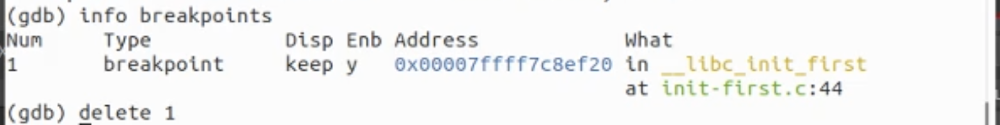 (gdb) info breakpoints
Num     Type           Disp Enb Address            What
1       breakpoint     keep y   0x00007ffff7c8ef20 in __libc_init_first
                                                   at init-first.c:44
(gdb) delete 1